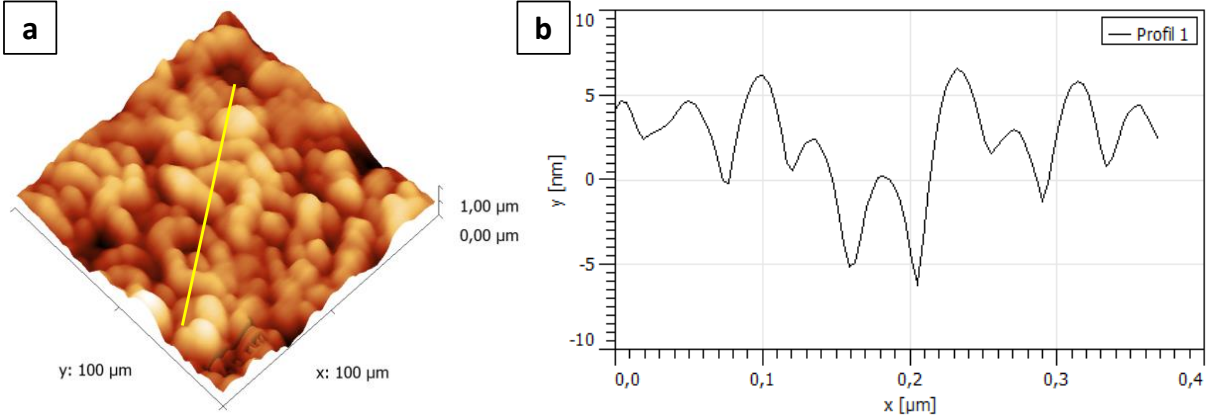 a
1,00 µm
0,00 µm
y: 100 µm
x: 100 µm
b
Profil 1
y [nm]
10
5
0
-5
-10
0,0
0,1
0,2
0,3
0,4
x [µm]